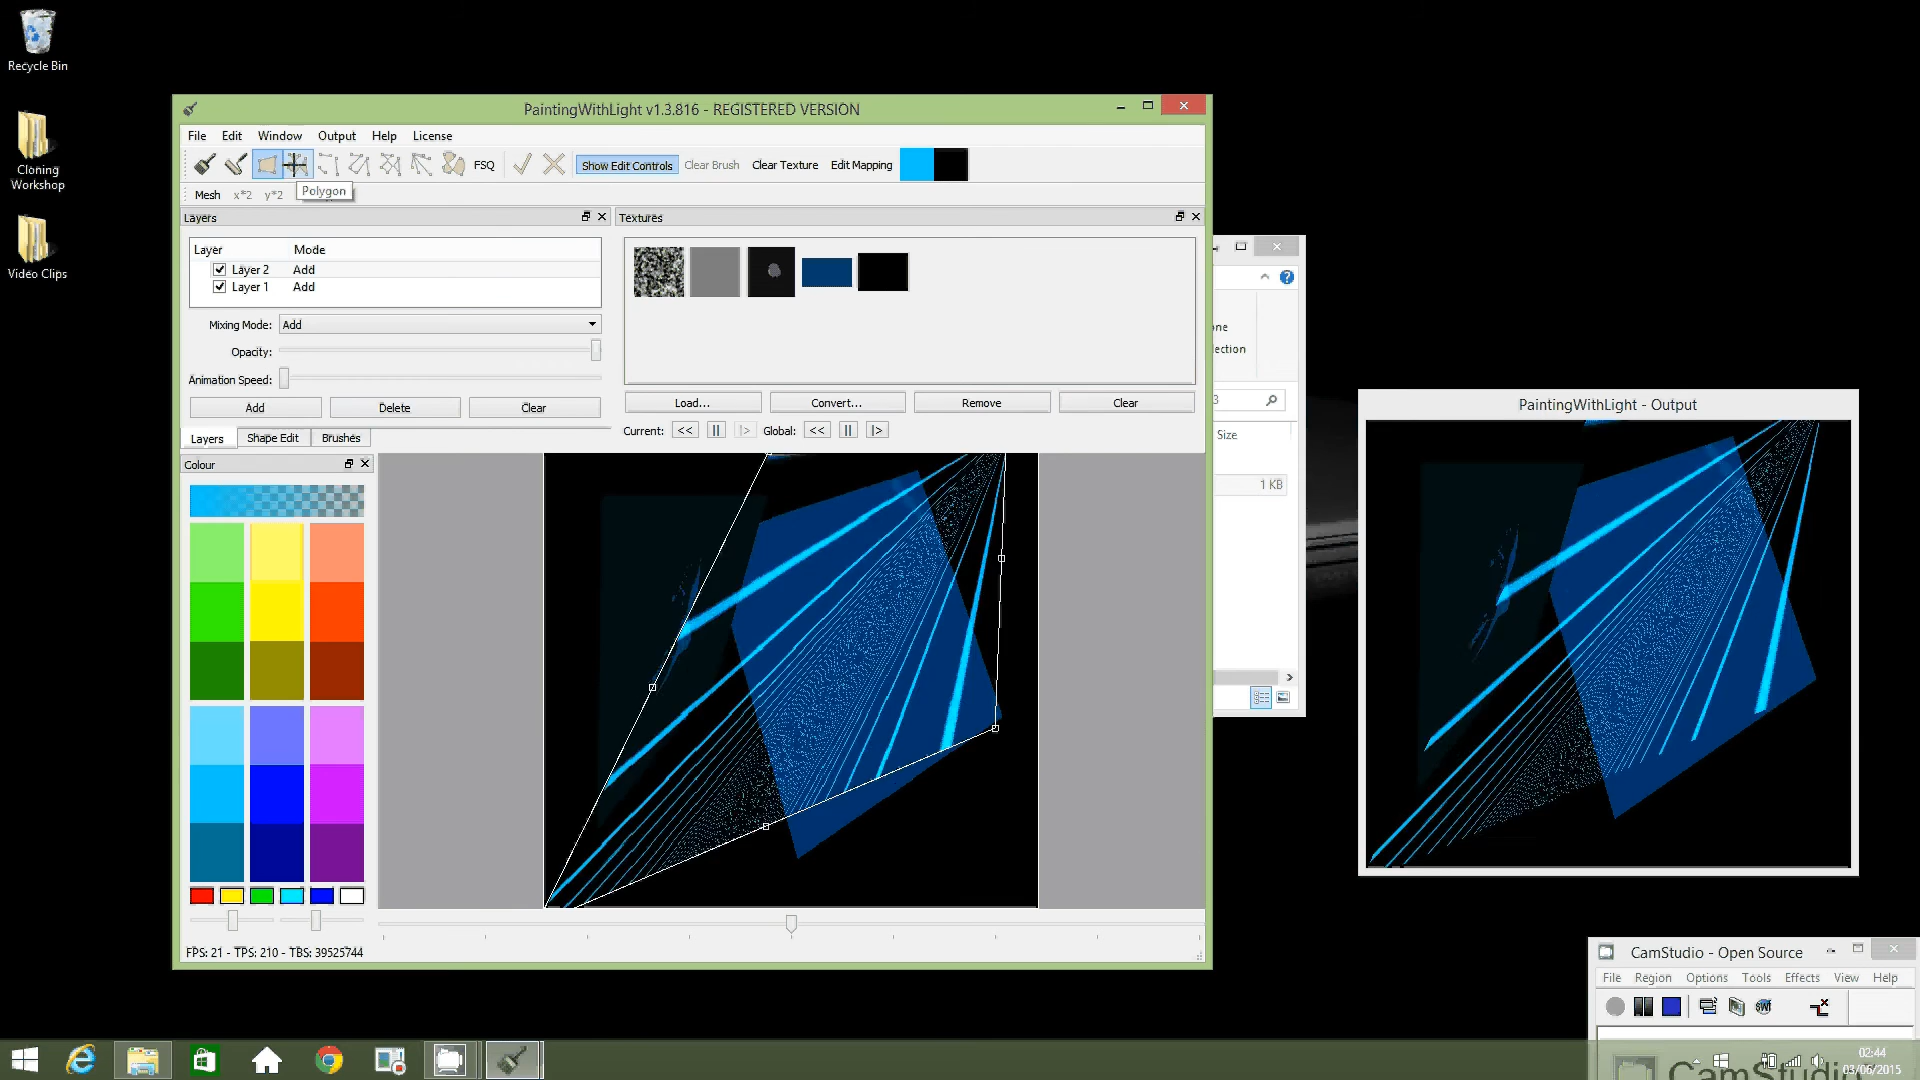 Recycle Bin
Cloning
Workshop
Video Clips
PaintingWithLight v1.3.816 - REGISTERED VERSION
File Edit Window Output Help License
FSQ Show Edit Controls Clear Brush Clear Texture Edit Mapping
Mesh x*2 y*2 Polygon
Layers
Textures
Layer Mode
Layer 2 Add
Layer 1 Add
Mixing Mode: Add
Opacity:
Animation Speed:
Add Delete Clear
Load... Convert... Remove Clear
Current: << || |> Global: << || |>
Layers Shape Edit Brushes
Colour
FPS: 21 - TPS: 210 - TBS: 39525744
one
ection
3
Size
1 KB
PaintingWithLight - Output
CamStudio - Open Source
File Region Options Tools Effects View Help
SWF
CamStudio
02:44
03/06/2015